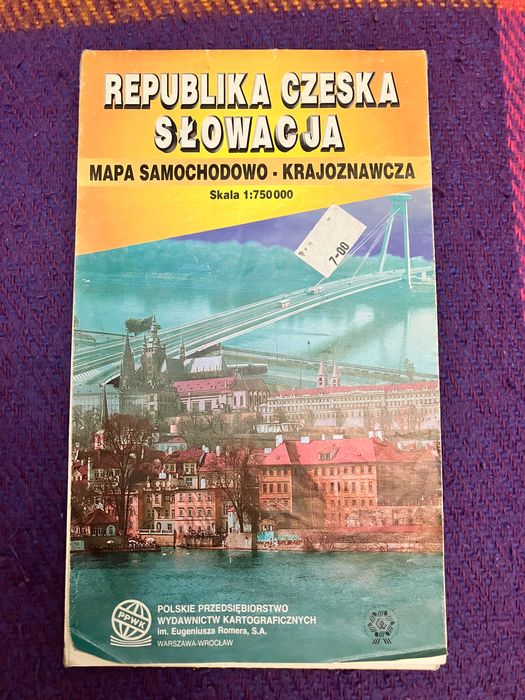 REPUBLIKA CZESKA
SŁOWACJA
MAPA SAMOCHODOWO - KRAJOZNAWCZA
Skala 1:750 000
7-00
PPWK
POLSKIE PRZEDSIĘBIORSTWO
WYDAWNICTW KARTOGRAFICZNYCH
im. Eugeniusza Romera, S.A.
WARSZAWA-WROCŁAW